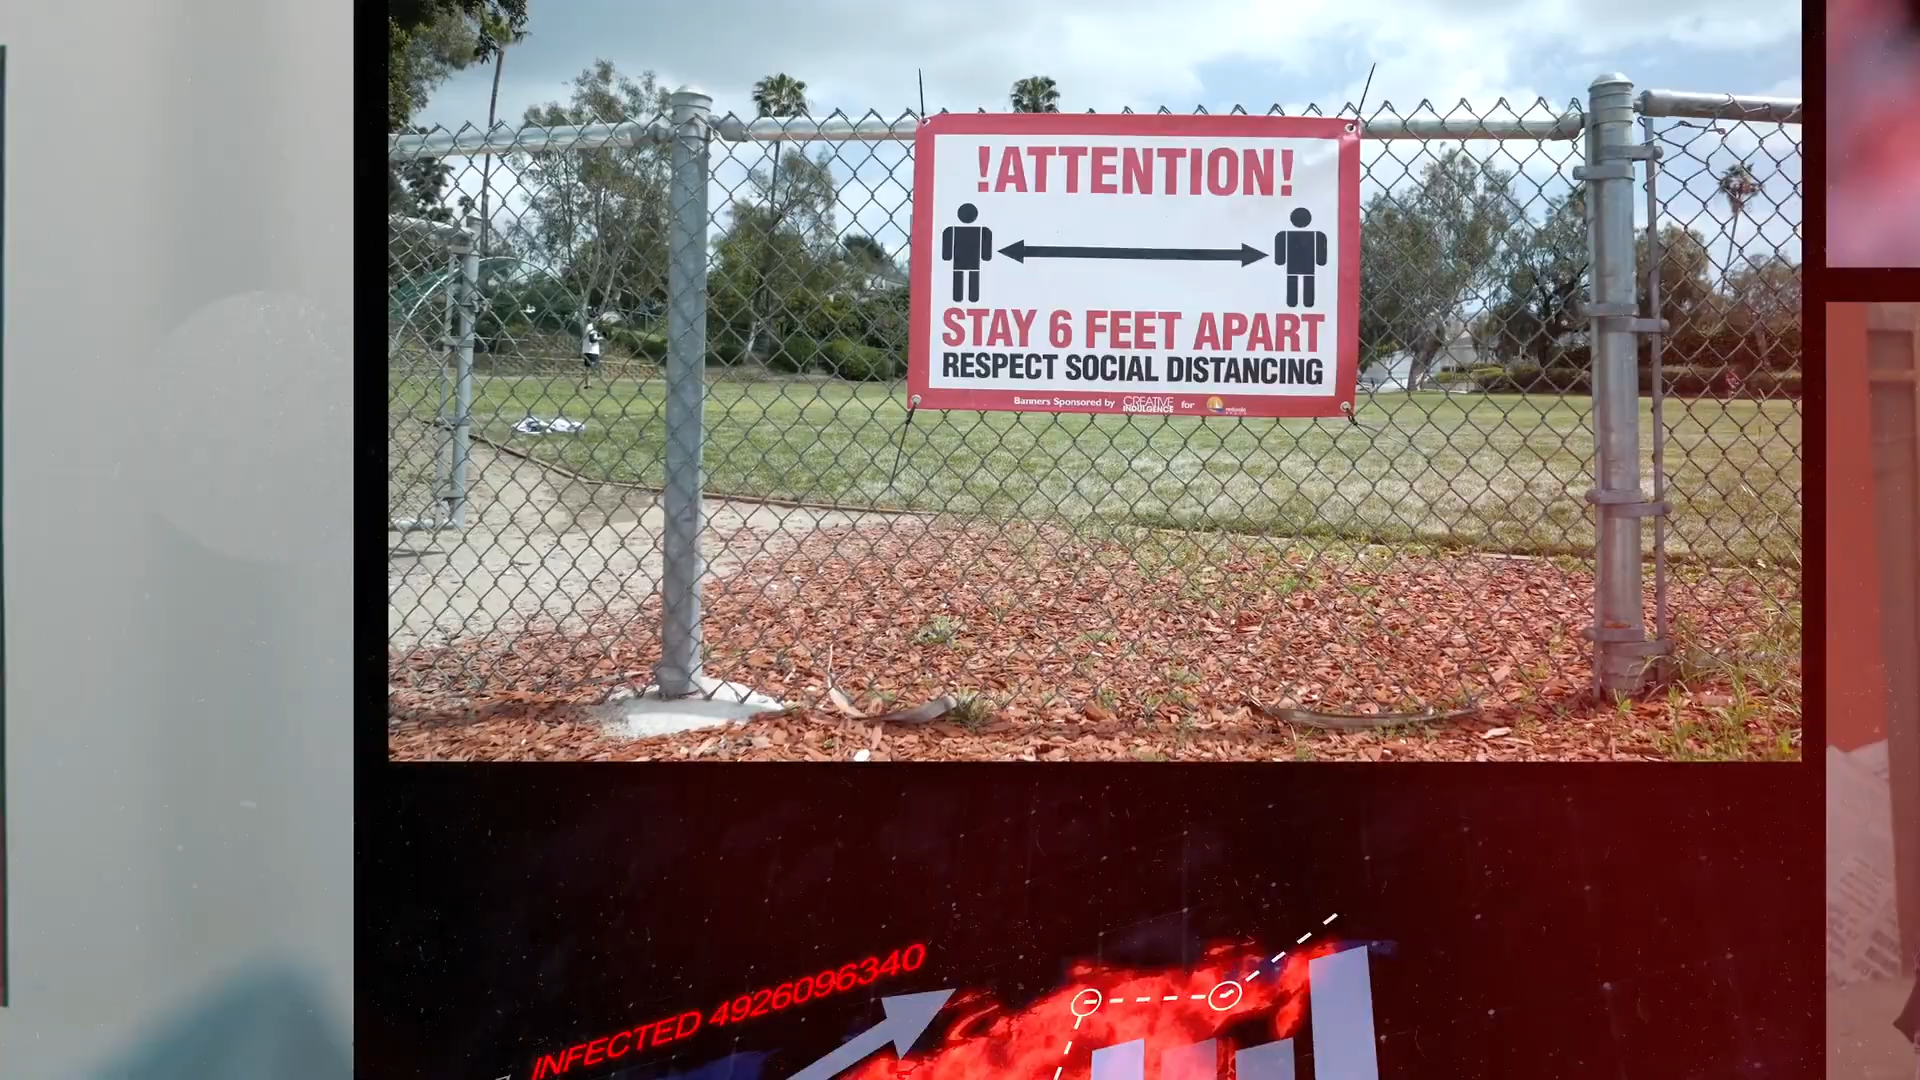 !ATTENTION!
STAY 6 FEET APART
RESPECT SOCIAL DISTANCING
Banners Sponsored by CREATIVE INDULGENCE for
INFECTED 4926096340